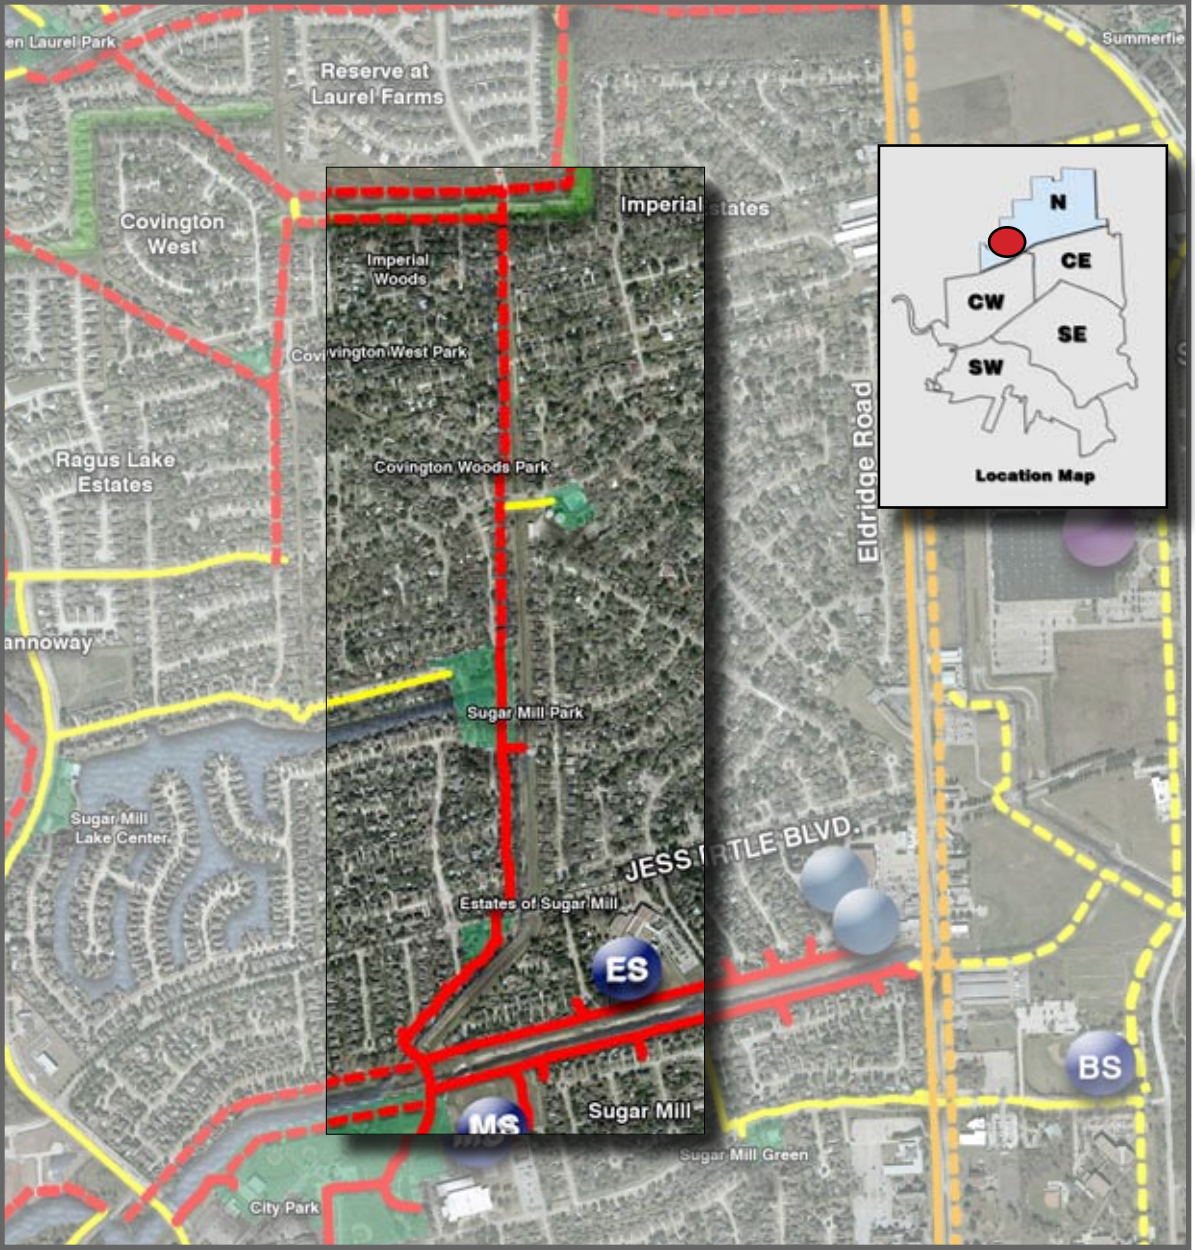 en Laurel Park
Summerfie
Reserve at
Laurel Farms
N
Imperial states
Covington
West
CE
Imperial
Woods
CW
SE
Covi vington West Park
SW
Eldridge Road
Ragus Lake
Estates
Covington Woods Park
Location Map
annoway
Sugar Mill Park
Sugar Mill
Lake Center
JESS RTLE BLVD.
Estates of Sugar Mill
ES
BS
MS
Sugar Mill
Sugar Mill Green
City Park